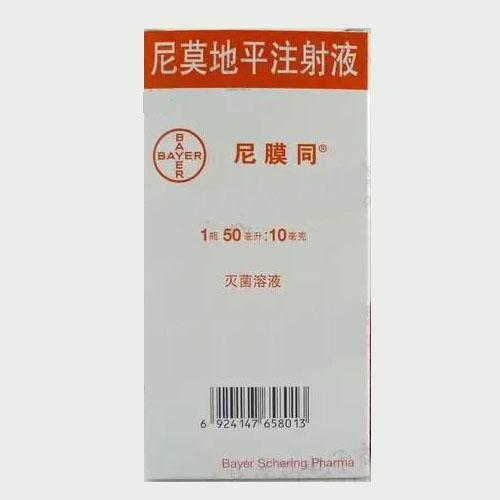 尼莫地平注射液
BAYER
BAYER
尼膜同®
1瓶 50毫升:10毫克
灭菌溶液
6 924147 658013
Bayer Schering Pharma